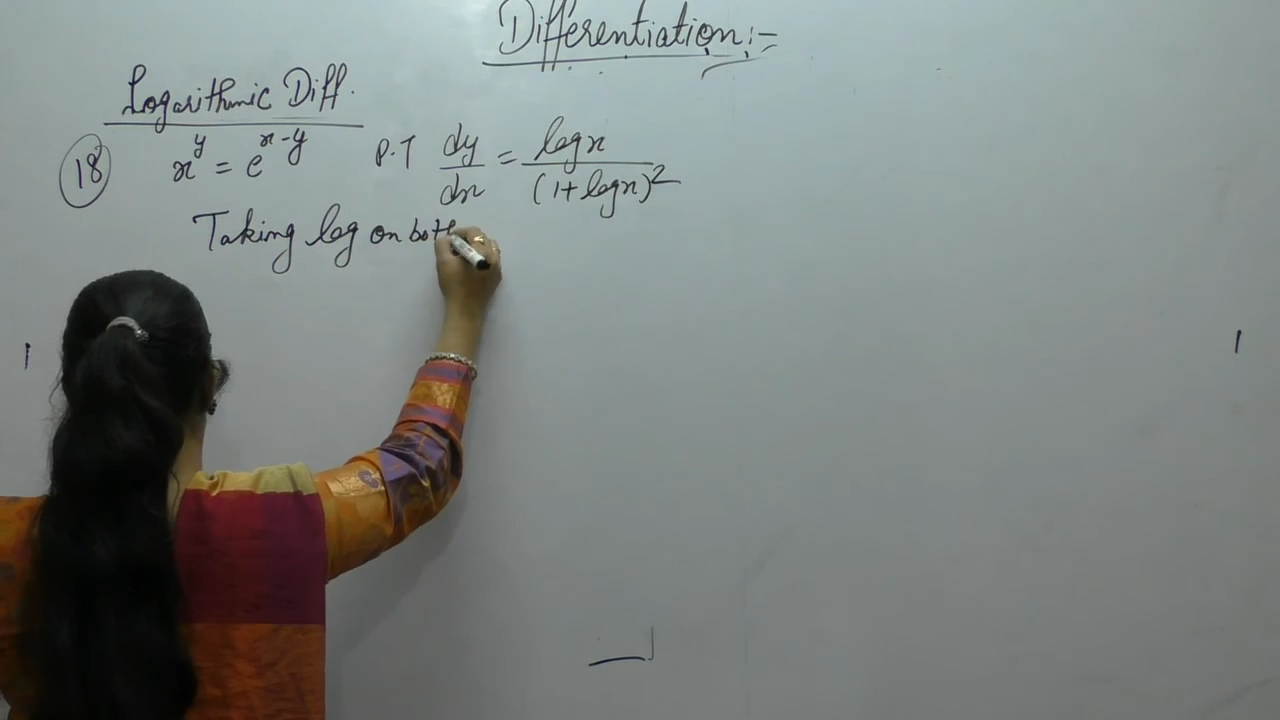 Differentiation:-
Logarithmic Diff.
18 x^y = e^{x-y} P.T dy/dx = log x/(1+log x)^2
Taking log on both